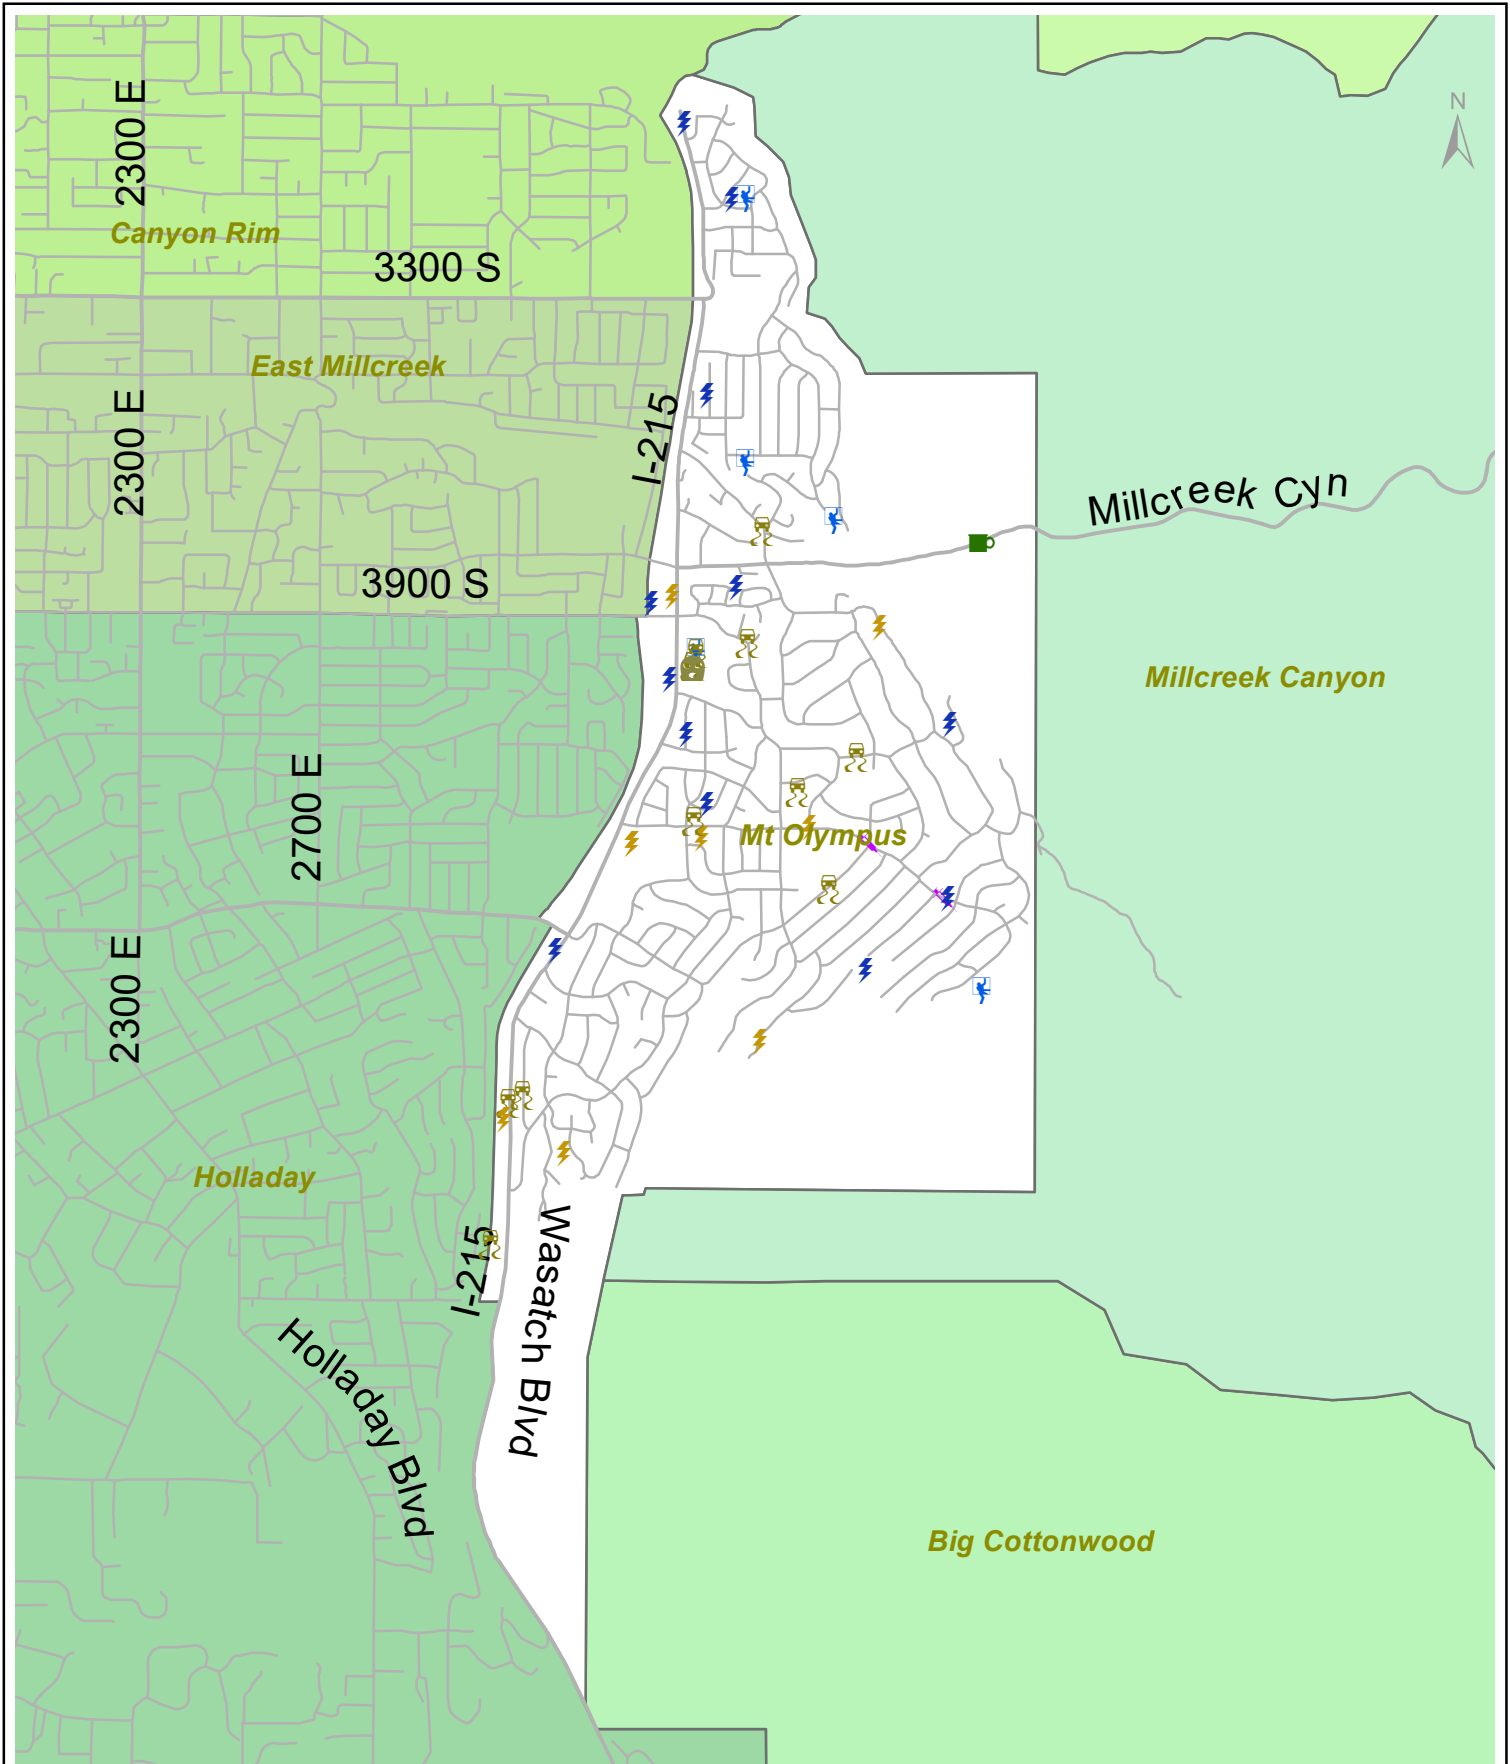 N
2300 E
Canyon Rim
3300 S
East Millcreek
2300 E
I-215
Millcreek Cyn
3900 S
Millcreek Canyon
2700 E
Mt Olympus
2300 E
Holladay
I-215
Wasatch Blvd
Holladay Blvd
Big Cottonwood